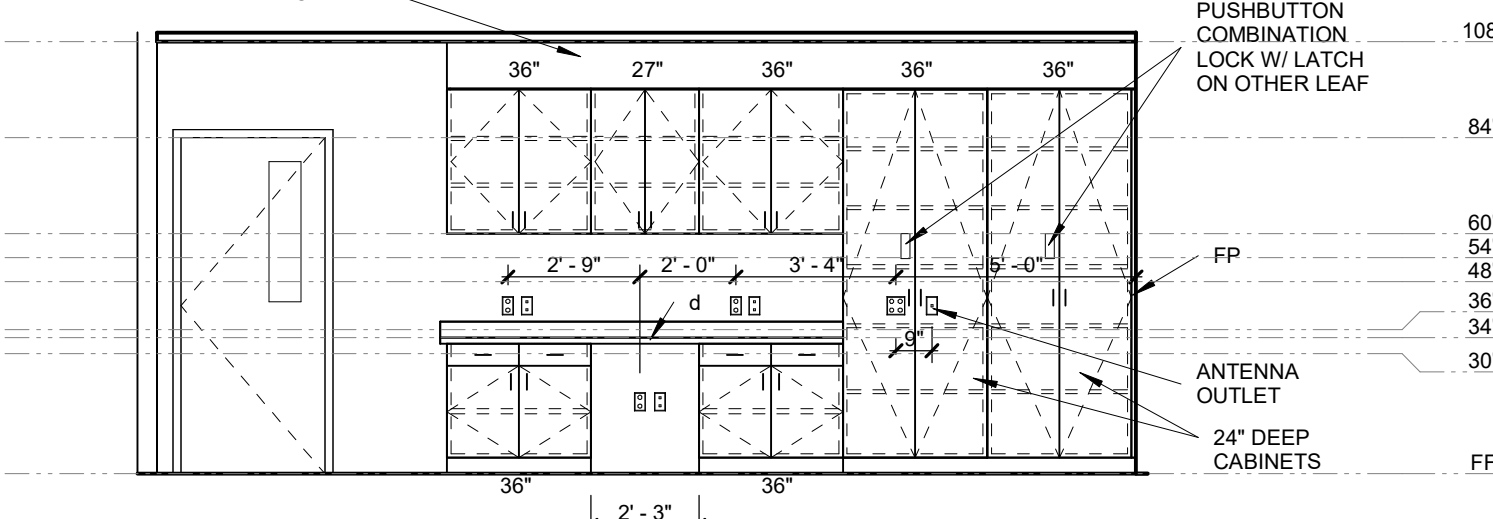 PUSHBUTTON
COMBINATION
LOCK W/ LATCH
ON OTHER LEAF
108
36" 27" 36" 36" 36"
84"
60
54
48
36
34
30
2' - 9" 2' - 0" 3' - 4" 5' - 0"
FP
d
9"
ANTENNA
OUTLET
24" DEEP
CABINETS
36" 36"
2' - 3"